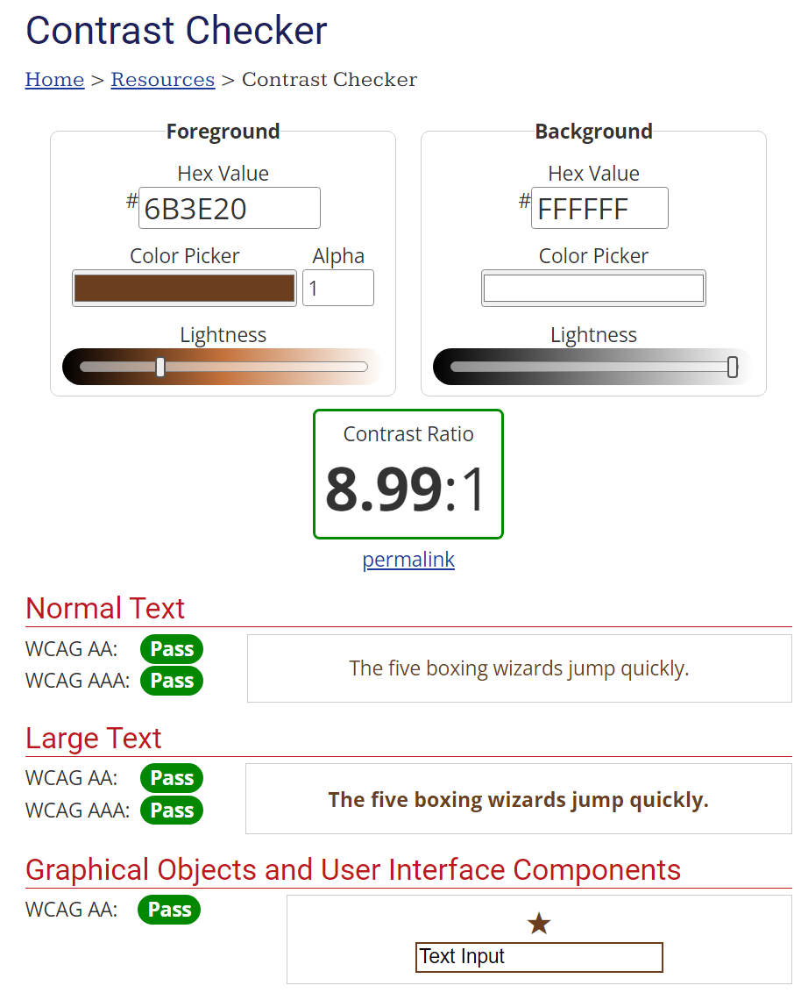 Contrast Checker
Home > Resources > Contrast Checker
Foreground
Hex Value
#6B3E20
Color Picker
Alpha
1
Lightness
Background
Hex Value
#FFFFFF
Color Picker
Lightness
Contrast Ratio
8.99:1
permalink
Normal Text
WCAG AA: Pass
WCAG AAA: Pass
The five boxing wizards jump quickly.
Large Text
WCAG AA: Pass
WCAG AAA: Pass
The five boxing wizards jump quickly.
Graphical Objects and User Interface Components
WCAG AA: Pass
Text Input